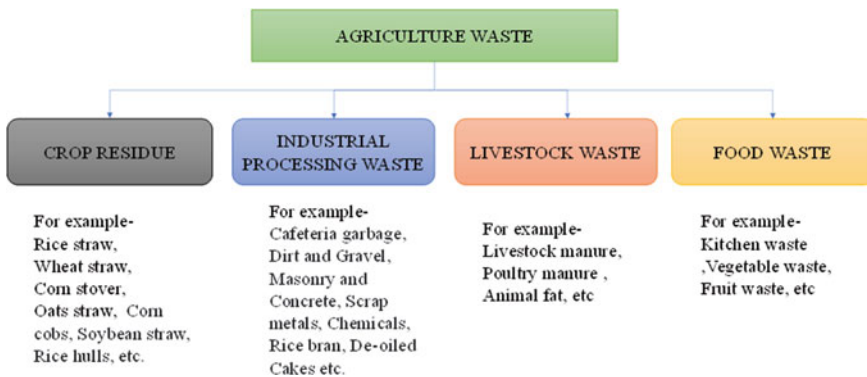 AGRICULTURE WASTE
CROP RESIDUE
For example-
Rice straw,
Wheat straw,
Corn stover,
Oats straw, Corn
cobs, Soybean straw,
Rice hulls, etc.
INDUSTRIAL
PROCESSING WASTE
For example-
Cafeteria garbage,
Dirt and Gravel,
Masonry and
Concrete, Scrap
metals, Chemicals,
Rice bran, De-oiled
Cakes etc.
LIVESTOCK WASTE
For example-
Livestock manure,
Poultry manure ,
Animal fat, etc
FOOD WASTE
For example-
Kitchen waste
,Vegetable waste,
Fruit waste, etc